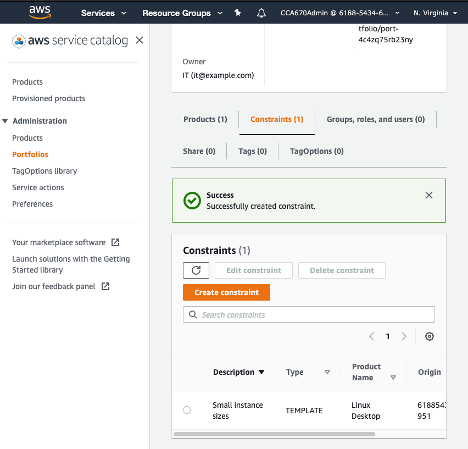 aws
Services
Resource Groups
CCA670Admin @ 6188-5434-6...
N. Virginia
aws service catalog
Products
Provisioned products
Administration
Products
Portfolios
TagOptions library
Service actions
Preferences
Your marketplace software
Launch solutions with the Getting
Started library
Join our feedback panel
tfolio/port-
4c4zq75rb23ny
Owner
IT (it@example.com)
Products (1)
Constraints (1)
Groups, roles, and users (0)
Share (0)
Tags (0)
TagOptions (0)
Success
Successfully created constraint.
Constraints (1)
Edit constraint
Delete constraint
Create constraint
Search constraints
1
Description
Type
Product
Name
Origin
Small instance
sizes
TEMPLATE
Linux
Desktop
6188543
951